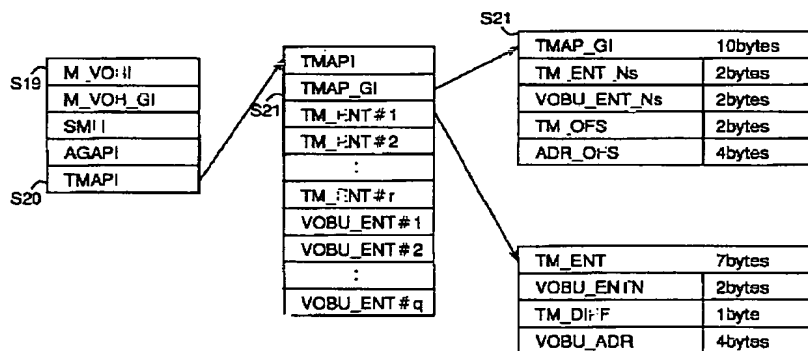 S19
M_VOBI
M_VOB_GI
SMLI
AGAPI
TMAPI
S20
TMAPI
TMAP_GI
S21
TM_ENT#1
TM_ENT#2
:
TM_ENT#r
VOBU_ENT#1
VOBU_ENT#2
:
VOBU_ENT#q
S21
TMAP_GI 10bytes
TM_ENT_Ns 2bytes
VOBU_ENT_Ns 2bytes
TM_OFS 2bytes
ADR_OFS 4bytes
TM_ENT 7bytes
VOBU_ENTN 2bytes
TM_DIFF 1byte
VOBU_ADR 4bytes